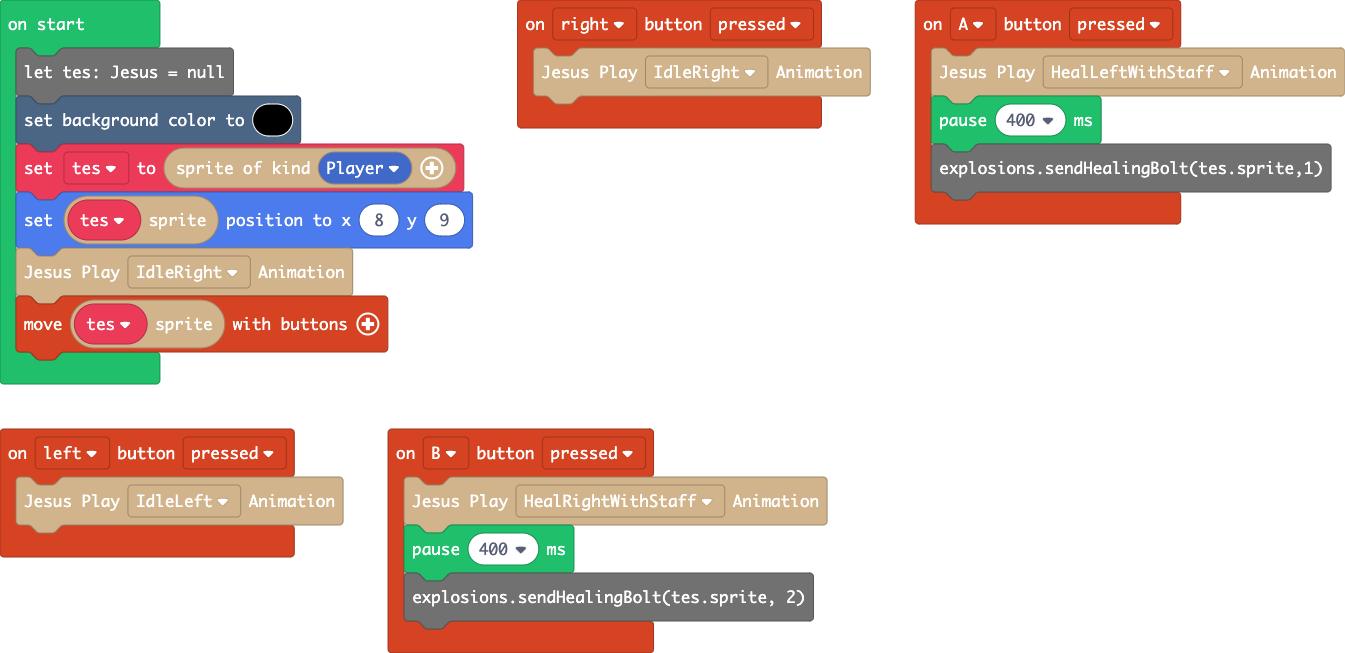 on start
let tes: Jesus = null
set background color to
set tes to sprite of kind Player
set tes sprite position to x 8 y 9
Jesus Play IdleRight Animation
move tes sprite with buttons
on right button pressed
Jesus Play IdleRight Animation
on A button pressed
Jesus Play HealLeftWithStaff Animation
pause 400 ms
explosions.sendHealingBolt(tes.sprite,1)
on left button pressed
Jesus Play IdleLeft Animation
on B button pressed
Jesus Play HealRightWithStaff Animation
pause 400 ms
explosions.sendHealingBolt(tes.sprite, 2)